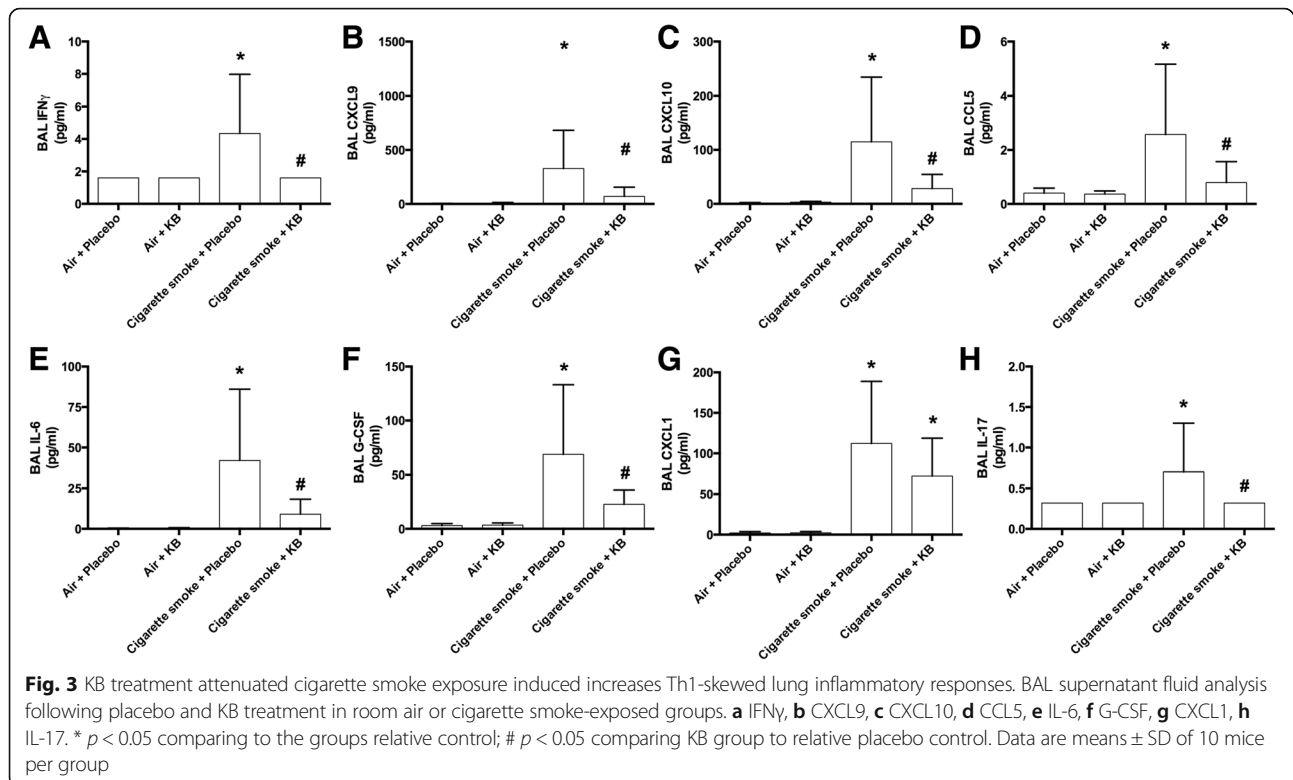 A
BAL IFNγ
(pg/ml)
10
8
6
4
2
0
*
#
Air + Placebo
Air + KB
Cigarette smoke + Placebo
Cigarette smoke + KB
B
BAL CXCL9
(pg/ml)
1500
1000
500
0
*
#
Air + Placebo
Air + KB
Cigarette smoke + Placebo
Cigarette smoke + KB
C
BAL CXCL10
(pg/ml)
300
200
100
0
*
#
Air + Placebo
Air + KB
Cigarette smoke + Placebo
Cigarette smoke + KB
D
BAL CCL5
(pg/ml)
6
4
2
0
*
#
Air + Placebo
Air + KB
Cigarette smoke + Placebo
Cigarette smoke + KB
E
BAL IL-6
(pg/ml)
100
75
50
25
0
*
#
Air + Placebo
Air + KB
Cigarette smoke + Placebo
Cigarette smoke + KB
F
BAL G-CSF
(pg/ml)
150
100
50
0
*
#
Air + Placebo
Air + KB
Cigarette smoke + Placebo
Cigarette smoke + KB
G
BAL CXCL1
(pg/ml)
200
150
100
50
0
*
*
Air + Placebo
Air + KB
Cigarette smoke + Placebo
Cigarette smoke + KB
H
BAL IL-17
(pg/ml)
2.0
1.5
1.0
0.5
0.0
*
#
Air + Placebo
Air + KB
Cigarette smoke + Placebo
Cigarette smoke + KB
Fig. 3 KB treatment attenuated cigarette smoke exposure induced increases Th1-skewed lung inflammatory responses. BAL supernatant fluid analysis
following placebo and KB treatment in room air or cigarette smoke-exposed groups. a IFNγ, b CXCL9, c CXCL10, d CCL5, e IL-6, f G-CSF, g CXCL1, h
IL-17. * p < 0.05 comparing to the groups relative control; # p < 0.05 comparing KB group to relative placebo control. Data are means ± SD of 10 mice
per group